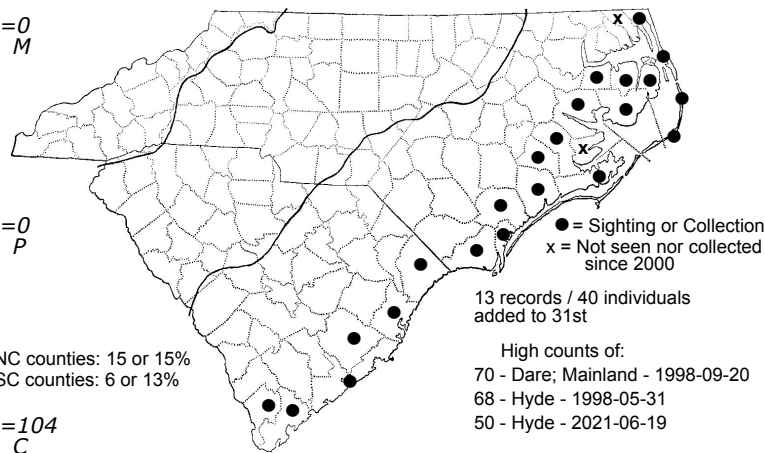 =0
M
=0
P
● = Sighting or Collection
x = Not seen nor collected
since 2000
13 records / 40 individuals
added to 31st
NC counties: 15 or 15%
SC counties: 6 or 13%
High counts of:
70 - Dare; Mainland - 1998-09-20
68 - Hyde - 1998-05-31
50 - Hyde - 2021-06-19
=104
C
x
x